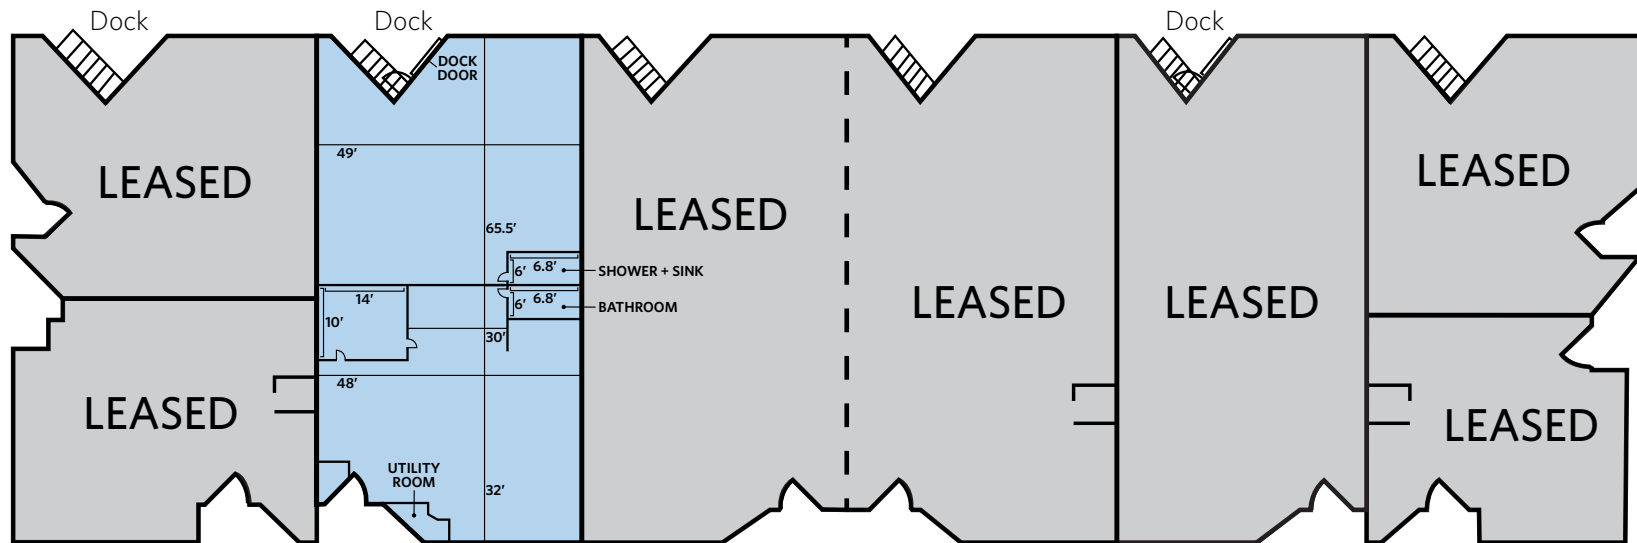 Dock
Dock
Dock
DOCK
DOOR
49'
LEASED
LEASED
LEASED
65.5'
6'
6.8'
SHOWER + SINK
14'
6'
6.8'
BATHROOM
10'
30'
LEASED
LEASED
48'
LEASED
LEASED
UTILITY
ROOM
32'